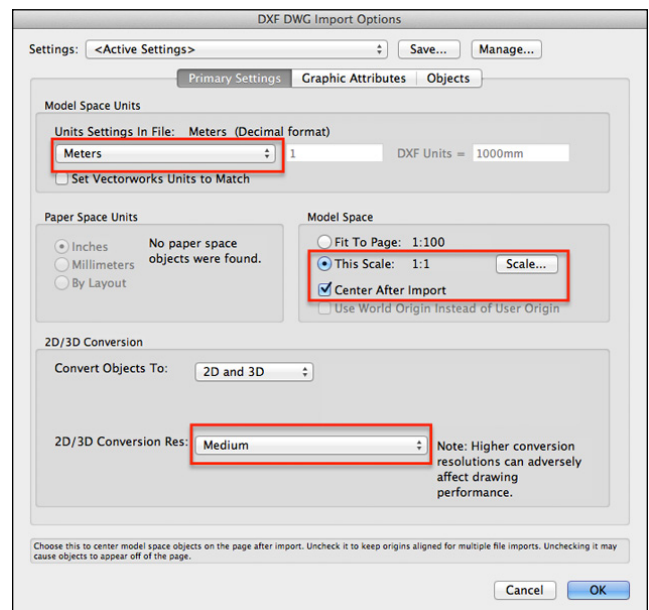 DXF DWG Import Options
Settings: <Active Settings> Save... Manage...
Primary Settings Graphic Attributes Objects
Model Space Units
Units Settings In File: Meters (Decimal format)
Meters 1 DXF Units = 1000mm
Set Vectorworks Units to Match
Paper Space Units
Inches
Millimeters
By Layout
No paper space
objects were found.
Model Space
Fit To Page: 1:100
This Scale: 1:1 Scale...
Center After Import
Use World Origin Instead of User Origin
2D/3D Conversion
Convert Objects To: 2D and 3D
2D/3D Conversion Res: Medium
Note: Higher conversion
resolutions can adversely
affect drawing
performance.
Choose this to center model space objects on the page after import. Uncheck it to keep origins aligned for multiple file imports. Unchecking it may
cause objects to appear off of the page.
Cancel OK